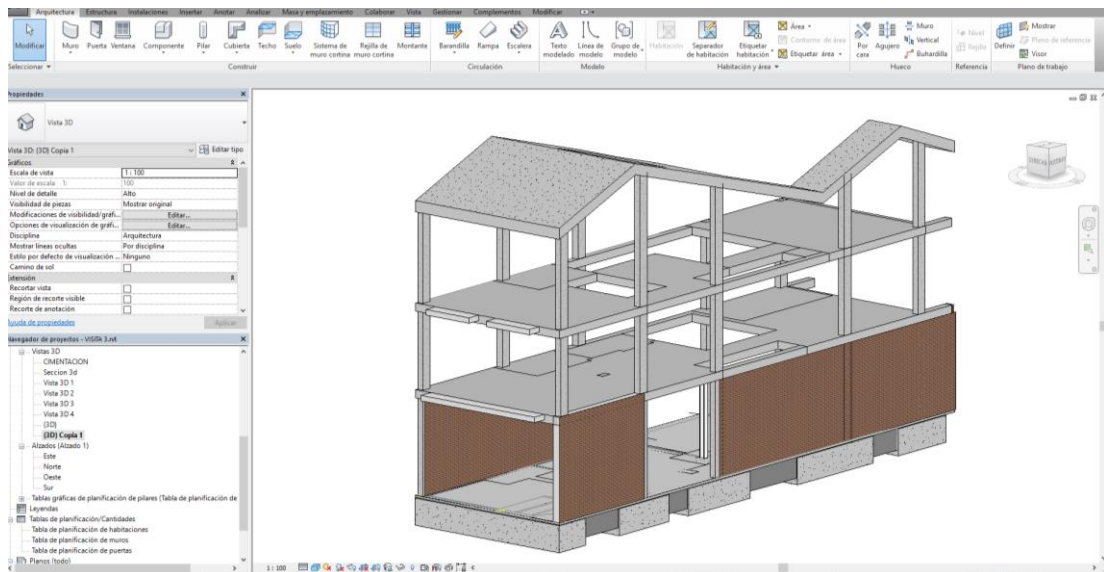 Arquitectura Estructura Instalaciones Insertar Anotar Analizar Masa y emplazamiento Colaborar Vista Gestionar Complementos Modificar
Modificar Muro Puerta Ventana Componente Pilar Cubierta Techo Suelo Sistema de muro cortina Rejilla de muro cortina Montante Barandilla Rampa Escalera Texto modelado Línea de modelo Grupo de modelo Habitación Separador de habitación Etiquetar habitación Área Contorno de área Etiquetar área Por cara Agujero Muro Vertical Buhardilla Nivel Rejilla Definir Mostrar Plano de referencia Visor
Seleccionar Construir Circulación Modelo Habitación y área Hueco Referencia Plano de trabajo
Propiedades
Vista 3D
Vista 3D: {3D} Copia 1 Editar tipo
Gráficos
Escala de vista 1 : 100
Valor de escala 1: 100
Nivel de detalle Alto
Visibilidad de piezas Mostrar original
Modificaciones de visibilidad/gráfi... Editar...
Opciones de visualización de gráfi... Editar...
Disciplina Arquitectura
Mostrar líneas ocultas Por disciplina
Estilo por defecto de visualización ... Ninguno
Camino de sol
Extensión
Recortar vista
Región de recorte visible
Recorte de anotación
Ayuda de propiedades Aplicar
Navegador de proyectos - VISITA 3.rvt
Vistas 3D
CIMENTACION
Seccion 3d
Vista 3D 1
Vista 3D 2
Vista 3D 3
Vista 3D 4
{3D}
{3D} Copia 1
Alzados (Alzado 1)
Este
Norte
Oeste
Sur
Tablas gráficas de planificación de pilares (Tabla de planificación de
Leyendas
Tablas de planificación/Cantidades
Tabla de planificación de habitaciones
Tabla de planificación de muros
Tabla de planificación de puertas
Planos (todo)
1 : 100